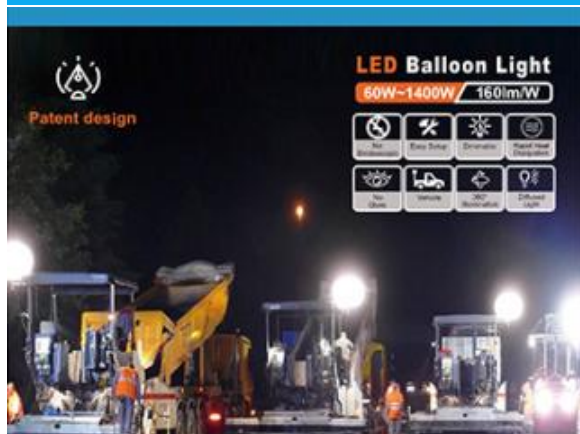 LED Balloon Light
60W~1400W 160lm/W
Patent design
No
Easy Setup
Dimmable
Rapid Heat
Dissipation
No
Glare
Vehicle
360°
Illumination
Diffused
Light